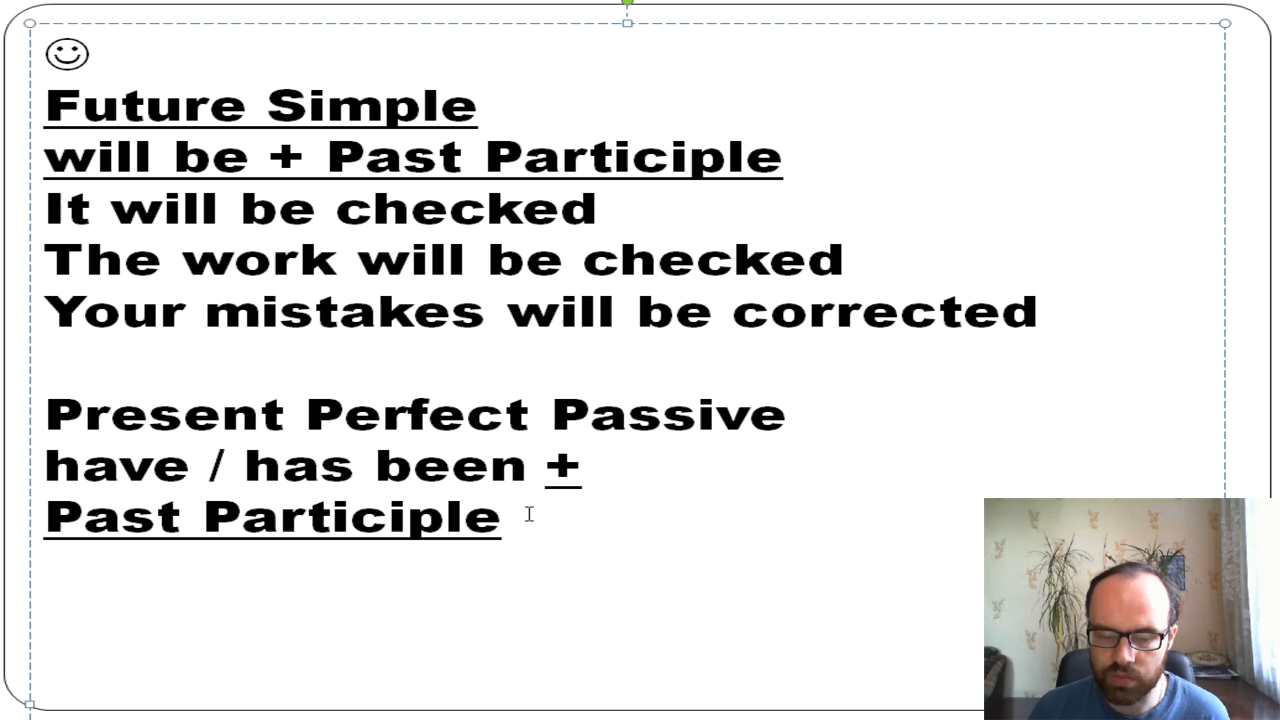 Future Simple
will be + Past Participle
It will be checked
The work will be checked
Your mistakes will be corrected
Present Perfect Passive
have / has been +
Past Participle